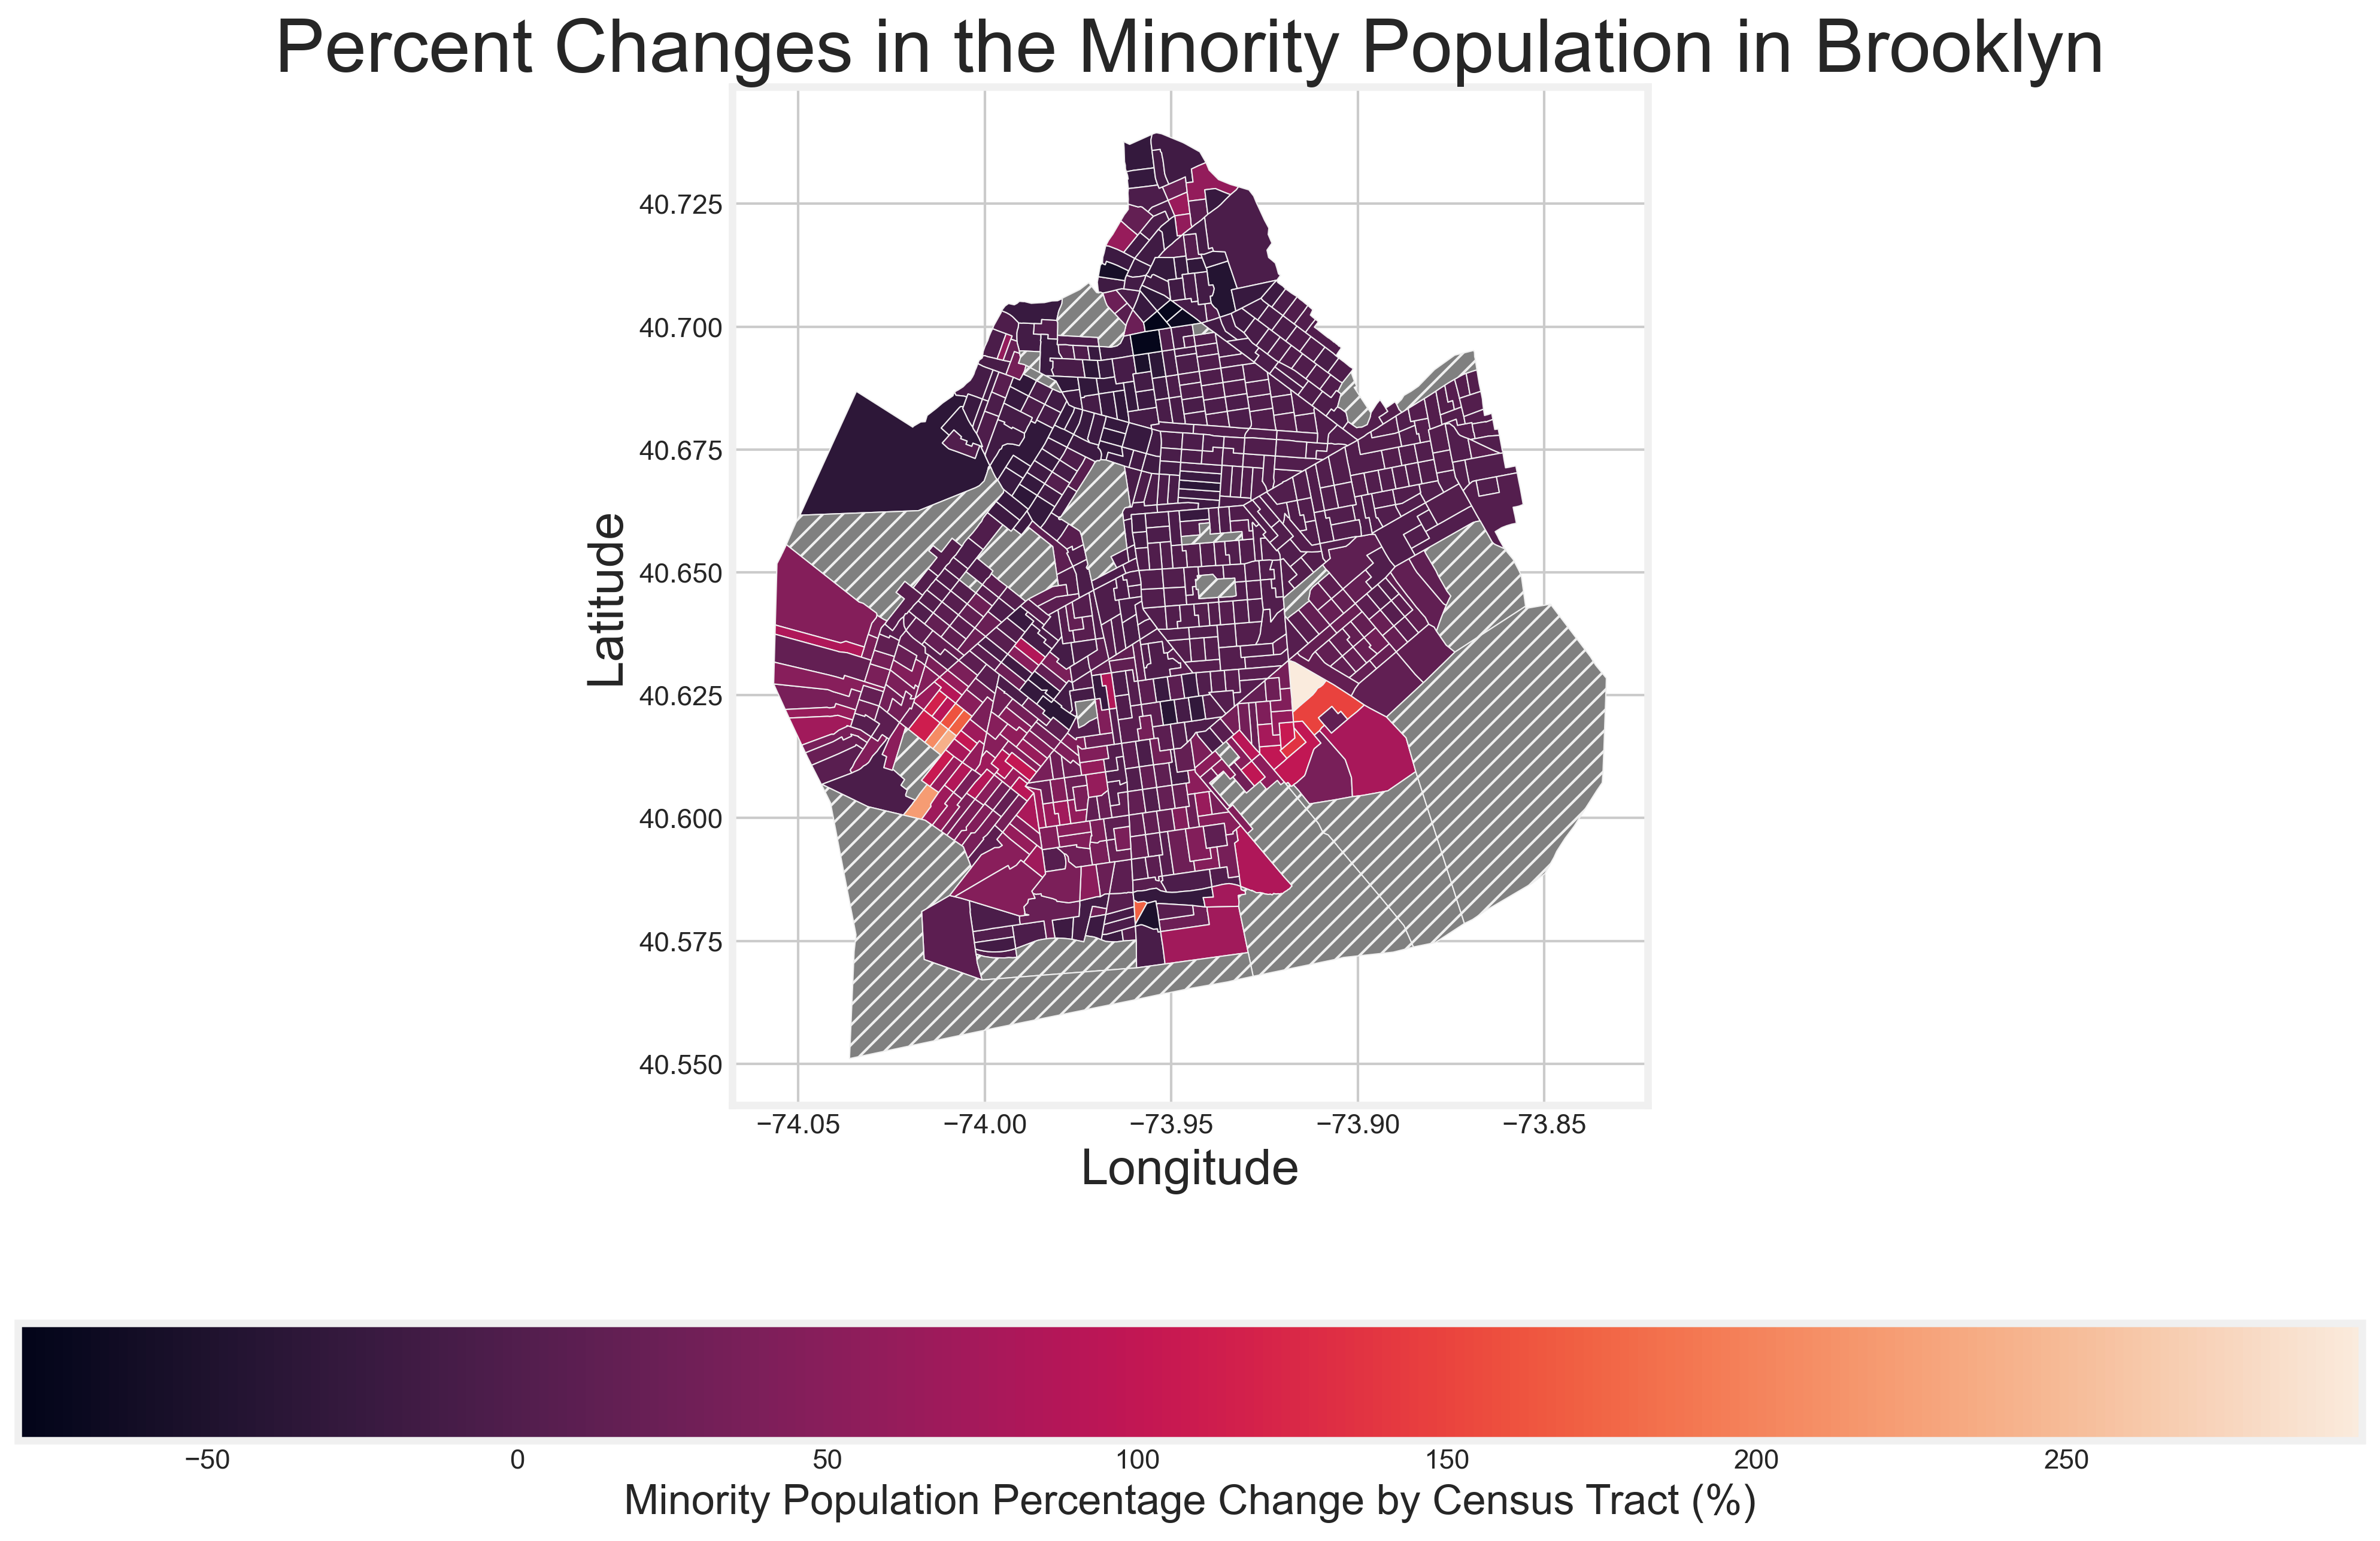 Percent Changes in the Minority Population in Brooklyn
40.725
40.700
40.675
40.650
40.625
40.600
40.575
40.550
Latitude
−74.05 −74.00 −73.95 −73.90 −73.85
Longitude
−50 0 50 100 150 200 250
Minority Population Percentage Change by Census Tract (%)